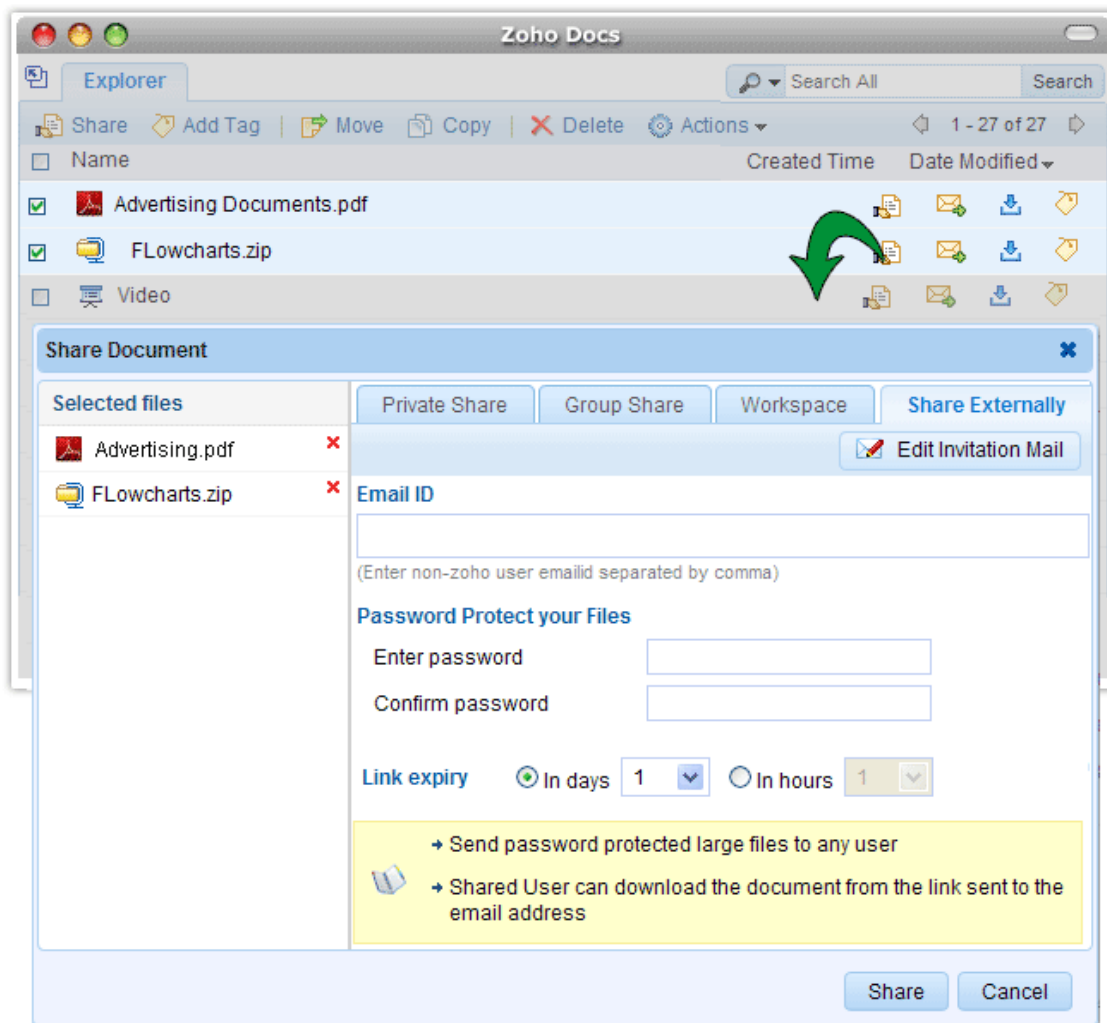 Zoho Docs
Explorer
Search All
Search
Share Add Tag | Move Copy | Delete Actions 1 - 27 of 27
Name Created Time Date Modified
Advertising Documents.pdf
FLowcharts.zip
Video
Share Document
Selected files
Advertising.pdf
FLowcharts.zip
Private Share Group Share Workspace Share Externally
Edit Invitation Mail
Email ID
(Enter non-zoho user emailid separated by comma)
Password Protect your Files
Enter password
Confirm password
Link expiry In days 1 In hours 1
Send password protected large files to any user
Shared User can download the document from the link sent to the
email address
Share Cancel